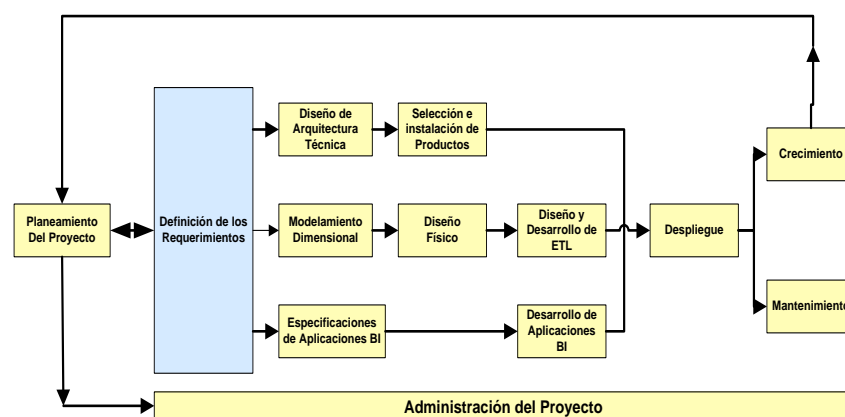 Diseño de
Arquitectura
Técnica
Selección e
instalación de
Productos
Crecimiento
Planeamiento
Del Proyecto
Definición de los
Requerimientos
Modelamiento
Dimensional
Diseño
Físico
Diseño y
Desarrollo de
ETL
Despliegue
Especificaciones
de Aplicaciones BI
Desarrollo de
Aplicaciones
BI
Mantenimiento
Administración del Proyecto